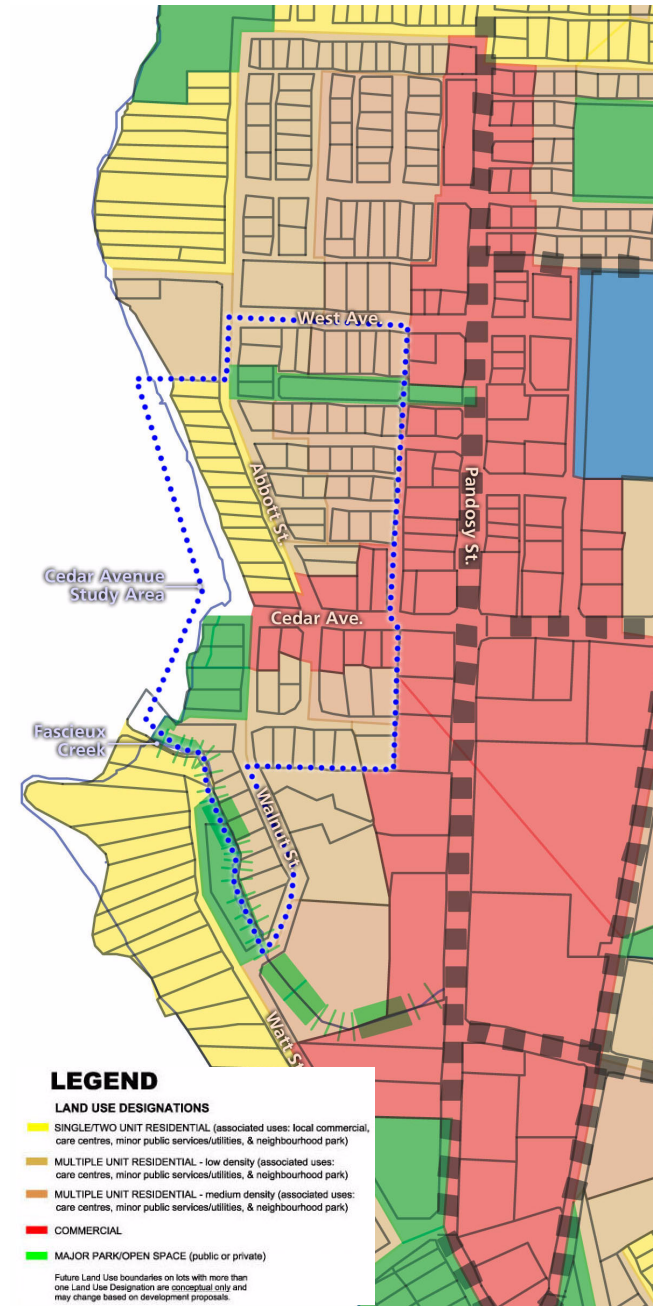 West Ave.
Abbott St
Pandosy St.
Cedar Avenue
Study Area
Cedar Ave.
Fascieux
Creek
Walnut St
Watt St
LEGEND
LAND USE DESIGNATIONS
SINGLE/TWO UNIT RESIDENTIAL (associated uses: local commercial,
care centres, minor public services/utilities, & neighbourhood park)
MULTIPLE UNIT RESIDENTIAL - low density (associated uses:
care centres, minor public services/utilities, & neighbourhood park)
MULTIPLE UNIT RESIDENTIAL - medium density (associated uses:
care centres, minor public services/utilities, & neighbourhood park)
COMMERCIAL
MAJOR PARK/OPEN SPACE (public or private)
Future Land Use boundaries on lots with more than
one Land Use Designation are conceptual only and
may change based on development proposals.